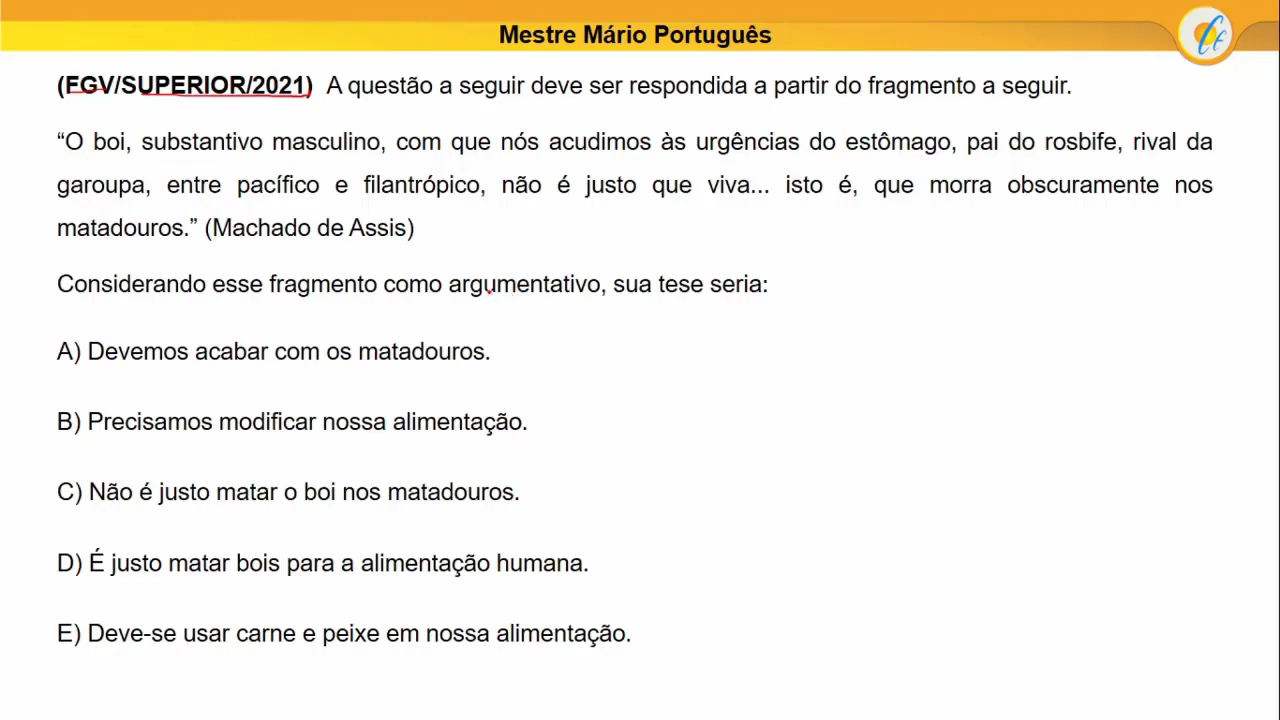 Mestre Mário Português
(FGV/SUPERIOR/2021) A questão a seguir deve ser respondida a partir do fragmento a seguir.
“O boi, substantivo masculino, com que nós acudimos às urgências do estômago, pai do rosbife, rival da
garoupa, entre pacífico e filantrópico, não é justo que viva... isto é, que morra obscuramente nos
matadouros.” (Machado de Assis)
Considerando esse fragmento como argumentativo, sua tese seria:
A) Devemos acabar com os matadouros.
B) Precisamos modificar nossa alimentação.
C) Não é justo matar o boi nos matadouros.
D) É justo matar bois para a alimentação humana.
E) Deve-se usar carne e peixe em nossa alimentação.